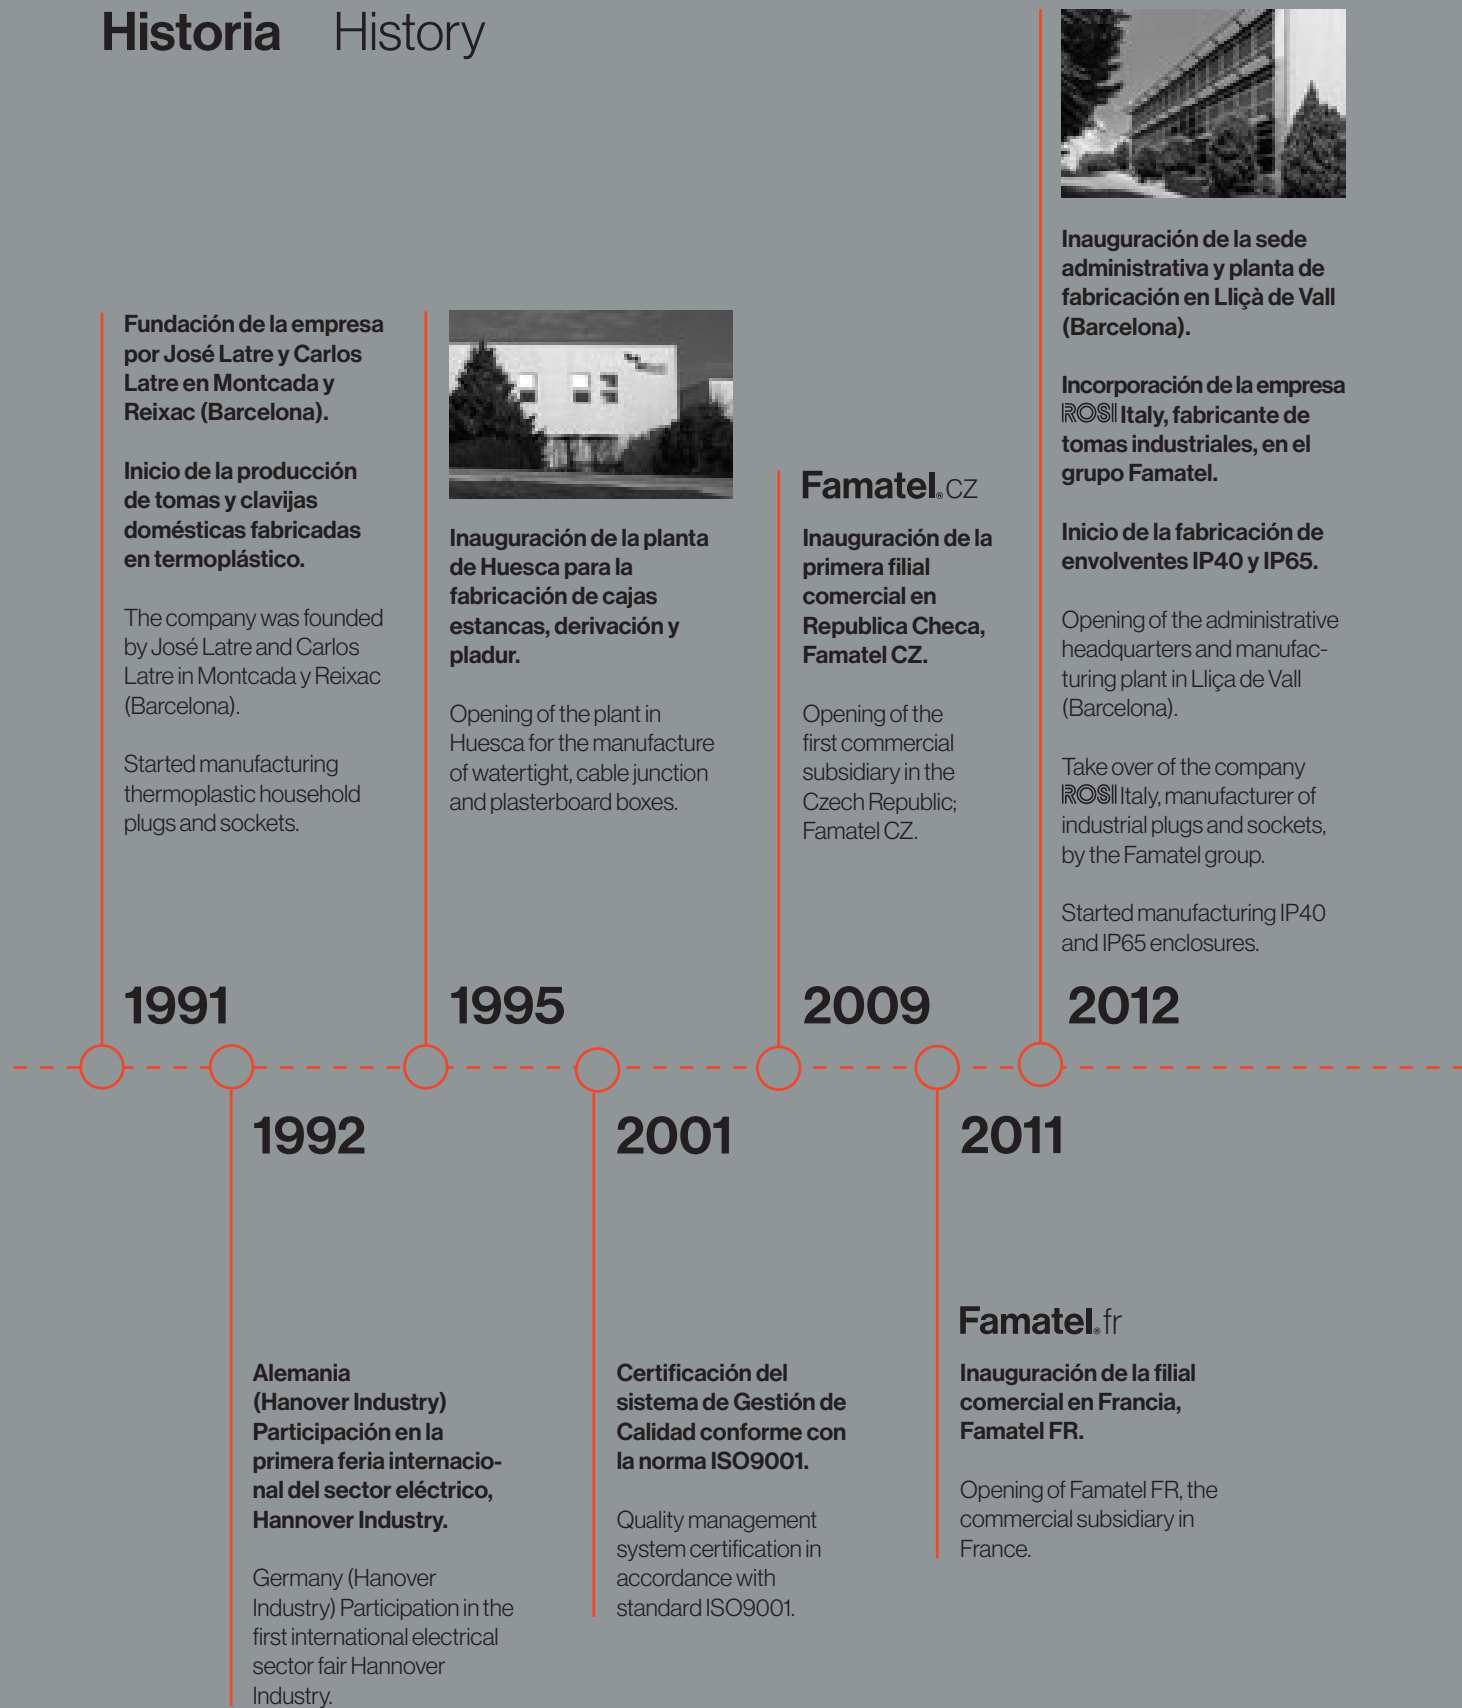 Historia History
Fundación de la empresa
por José Latre y Carlos
Latre en Montcada y
Reixac (Barcelona).
Inicio de la producción
de tomas y clavijas
domésticas fabricadas
en termoplástico.
The company was founded
by José Latre and Carlos
Latre in Montcada y Reixac
(Barcelona).
Started manufacturing
thermoplastic household
plugs and sockets.
1991
Alemania
(Hanover Industry)
Participación en la
primera feria internacio-
nal del sector eléctrico,
Hannover Industry.
Germany (Hanover
Industry) Participation in the
first international electrical
sector fair Hannover
Industry.
1992
Inauguración de la planta
de Huesca para la
fabricación de cajas
estancas, derivación y
pladur.
Opening of the plant in
Huesca for the manufacture
of watertight, cable junction
and plasterboard boxes.
1995
2001
Certificación del
sistema de Gestión de
Calidad conforme con
la norma ISO9001.
Quality management
system certification in
accordance with
standard ISO9001.
Famatel® CZ
Inauguración de la
primera filial
comercial en
Republica Checa,
Famatel CZ.
Opening of the
first commercial
subsidiary in the
Czech Republic;
Famatel CZ.
2009
2011
Famatel® fr
Inauguración de la filial
comercial en Francia,
Famatel FR.
Opening of Famatel FR, the
commercial subsidiary in
France.
Inauguración de la sede
administrativa y planta de
fabricación en Lliçà de Vall
(Barcelona).
Incorporación de la empresa
ROSI Italy, fabricante de
tomas industriales, en el
grupo Famatel.
Inicio de la fabricación de
envolventes IP40 y IP65.
Opening of the administrative
headquarters and manufac-
turing plant in Lliça de Vall
(Barcelona).
Take over of the company
ROSI Italy, manufacturer of
industrial plugs and sockets,
by the Famatel group.
Started manufacturing IP40
and IP65 enclosures.
2012